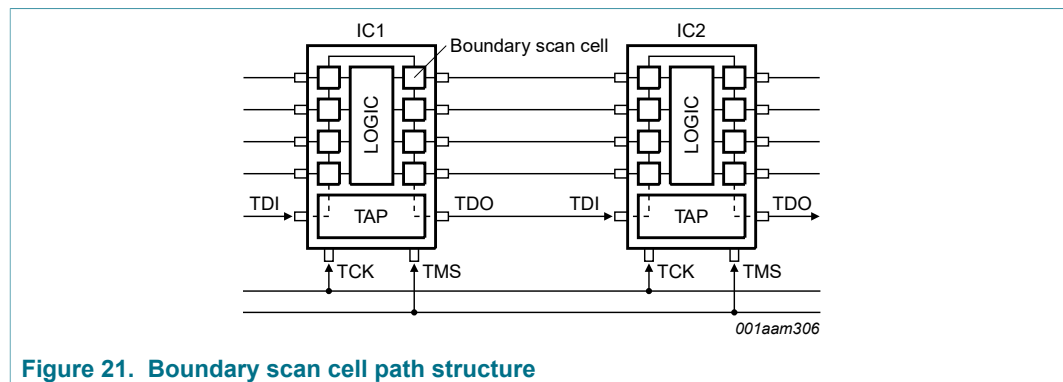 IC1
IC2
Boundary scan cell
LOGIC
LOGIC
TDI
TAP
TDO
TDI
TAP
TDO
TCK
TMS
TCK
TMS
001aam306
Figure 21. Boundary scan cell path structure